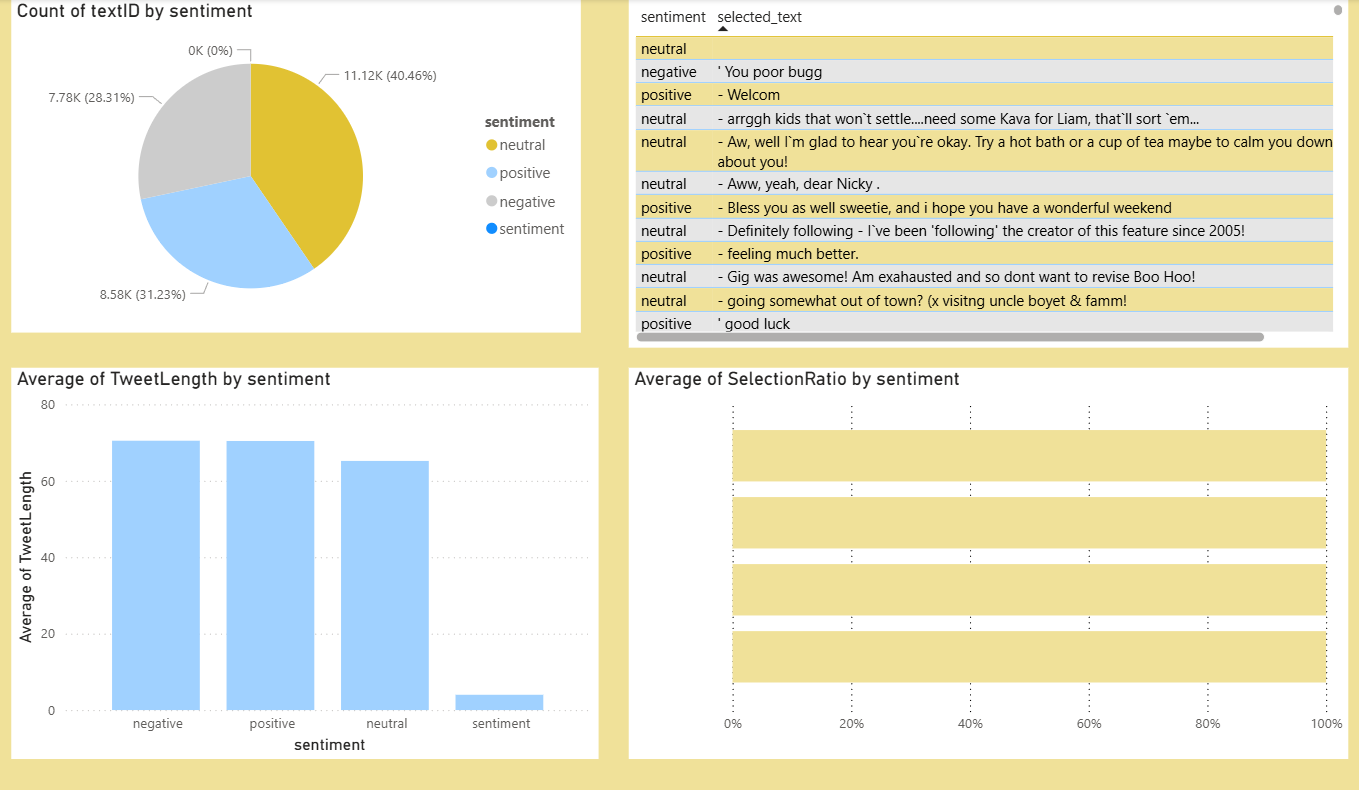 Count of textID by sentiment
0K (0%)
11.12K (40.46%)
7.78K (28.31%)
8.58K (31.23%)
sentiment
neutral
positive
negative
sentiment
sentiment selected_text
neutral
negative ' You poor bugg
positive - Welcom
neutral - arrggh kids that won`t settle....need some Kava for Liam, that`ll sort `em...
neutral - Aw, well I`m glad to hear you`re okay. Try a hot bath or a cup of tea maybe to calm you down
about you!
neutral - Aww, yeah, dear Nicky .
positive - Bless you as well sweetie, and i hope you have a wonderful weekend
neutral - Definitely following - I`ve been 'following' the creator of this feature since 2005!
positive - feeling much better.
neutral - Gig was awesome! Am exahausted and so dont want to revise Boo Hoo!
neutral - going somewhat out of town? (x visitng uncle boyet & famm!
positive ' good luck
Average of TweetLength by sentiment
Average of TweetLength
80
60
40
20
0
negative positive neutral sentiment
sentiment
Average of SelectionRatio by sentiment
0% 20% 40% 60% 80% 100%